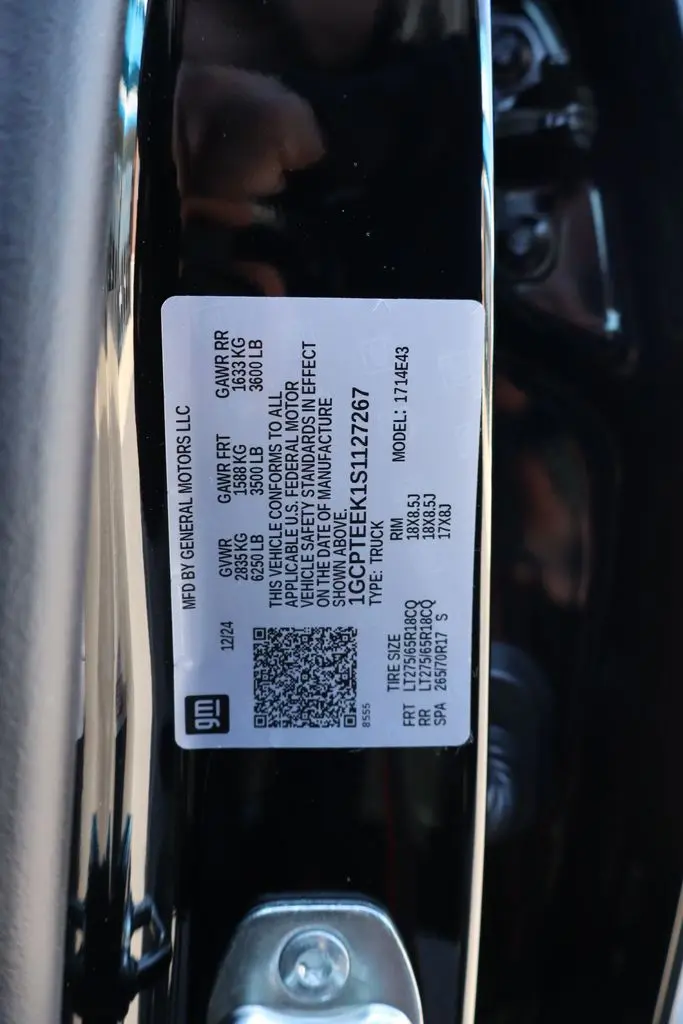 gm
MFD BY GENERAL MOTORS LLC
12/24
GVWR GAWR FRT GAWR RR
2835 KG 1588 KG 1633 KG
6250 LB 3500 LB 3600 LB
THIS VEHICLE CONFORMS TO ALL
APPLICABLE U.S. FEDERAL MOTOR
VEHICLE SAFETY STANDARDS IN EFFECT
ON THE DATE OF MANUFACTURE
SHOWN ABOVE.
1GCPTEEK1S1127267
8555
TYPE: TRUCK
MODEL: 1714E43
TIRE SIZE RIM
FRT LT275/65R18CQ 18X8.5J
RR LT275/65R18CQ 18X8.5J
SPA 265/70R17 S 17X8J